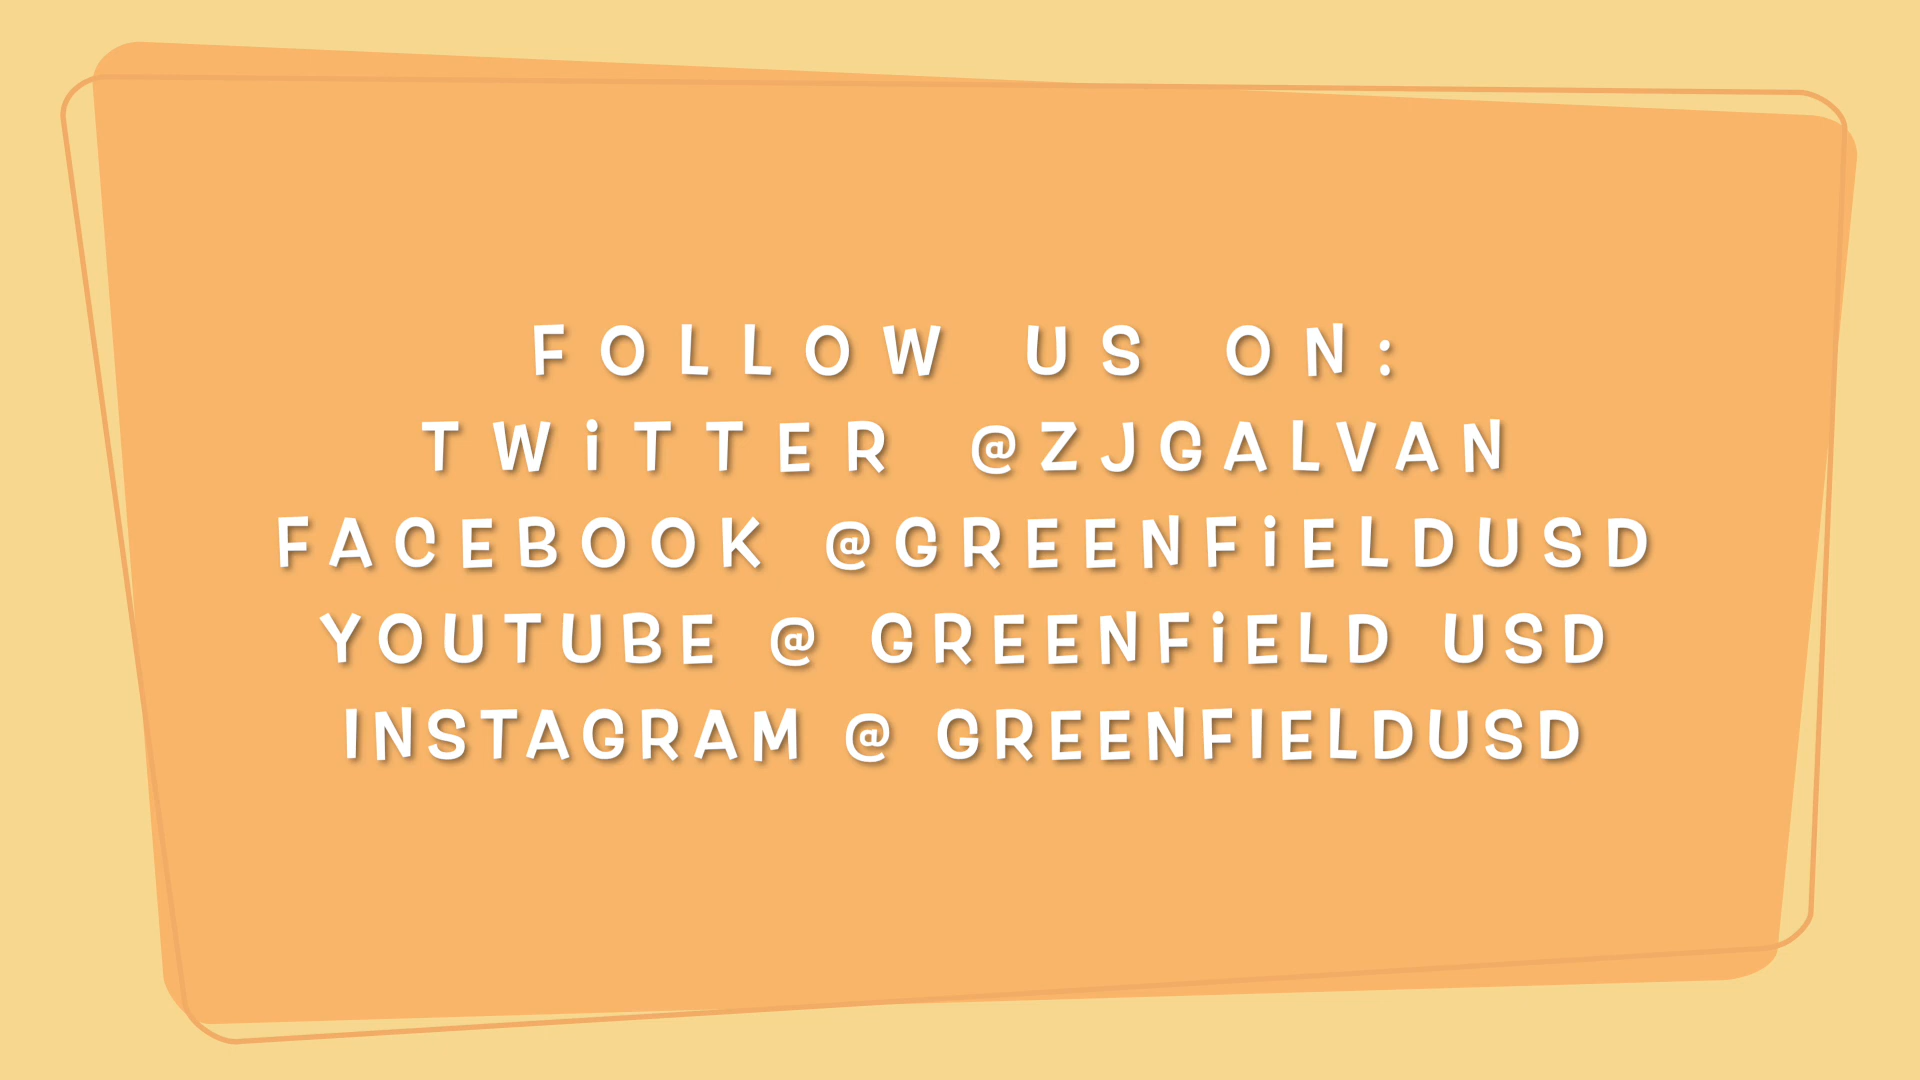 FOLLOW US ON:
TWiTTER @ZJGALVAN
FACEBOOK @GREENFiELDUSD
YOUTUBE @ GREENFiELD USD
INSTAGRAM @ GREENFIELDUSD